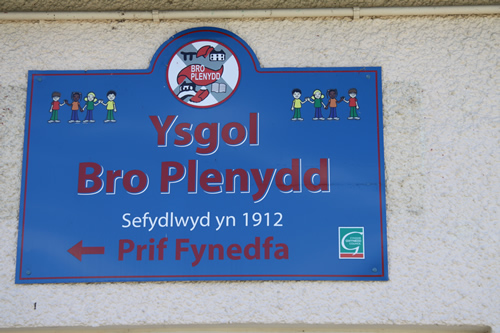 BRO
PLENYDD
Ysgol
Bro Plenydd
Sefydlwyd yn 1912
Prif Fynedfa